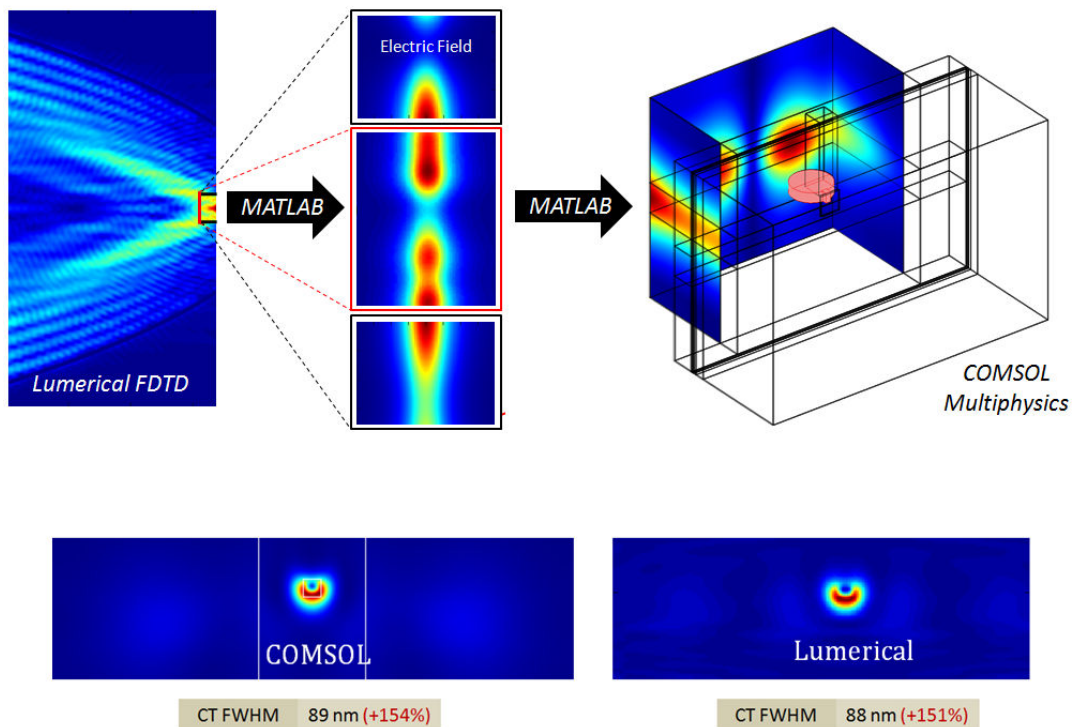 Electric Field
MATLAB
MATLAB
Lumerical FDTD
COMSOL
Multiphysics
COMSOL
Lumerical
CT FWHM 89 nm (+154%)
CT FWHM 88 nm (+151%)